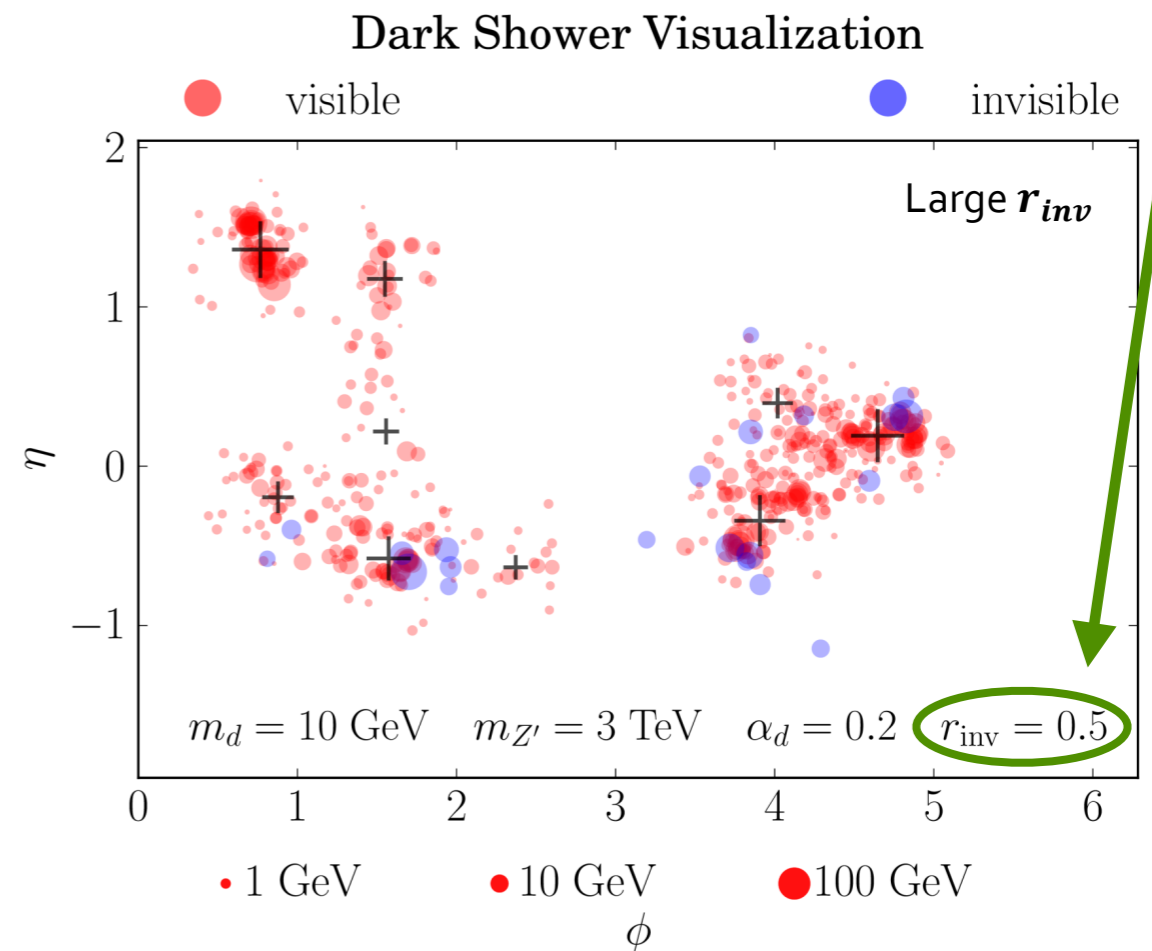 Dark Shower Visualization
visible invisible
Large r_inv
2
1
0
−1
η
m_d = 10 GeV m_Z′ = 3 TeV α_d = 0.2 r_inv = 0.5
0 1 2 3 4 5 6
1 GeV 10 GeV 100 GeV
ϕ